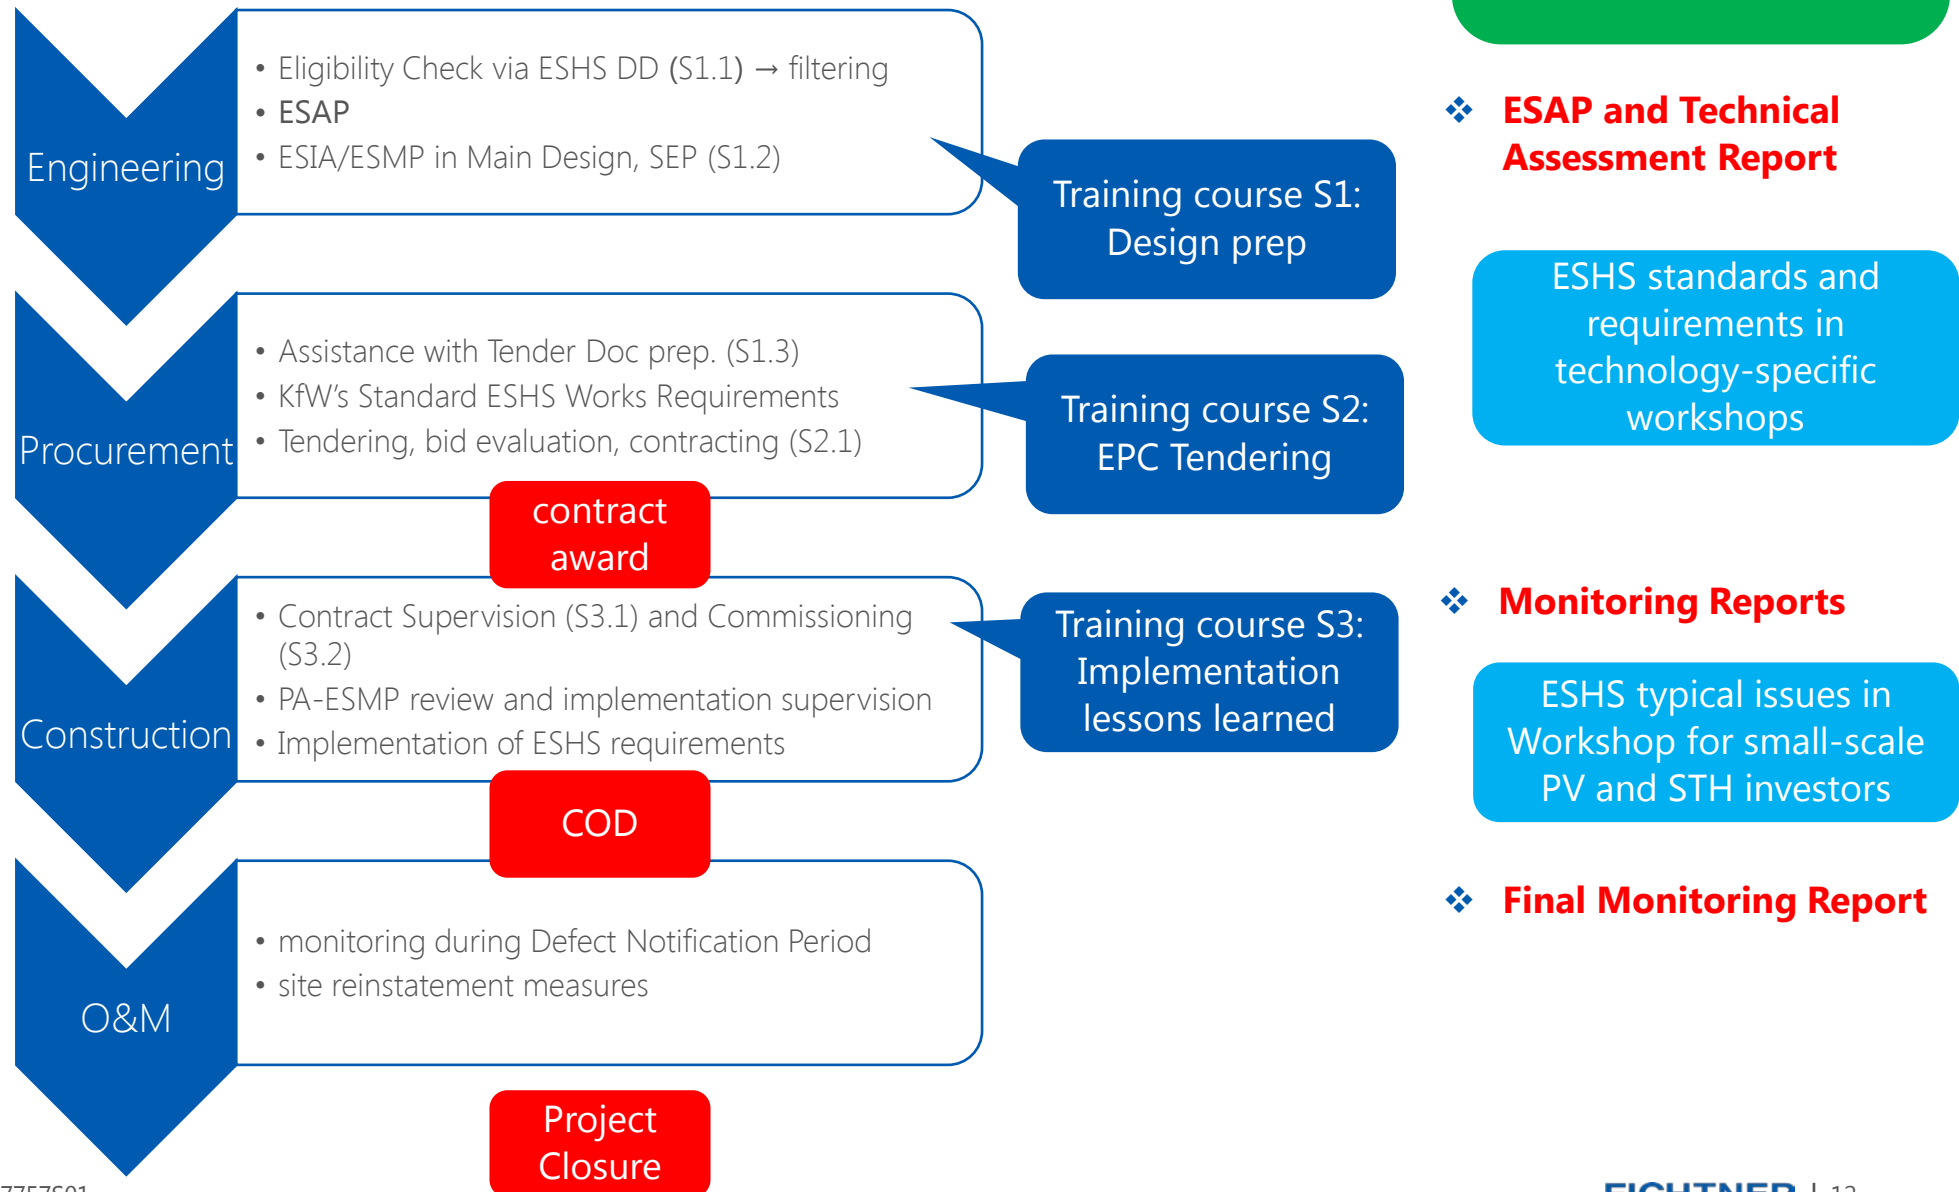 Engineering
• Eligibility Check via ESHS DD (S1.1) → filtering
• ESAP
• ESIA/ESMP in Main Design, SEP (S1.2)
Training course S1:
Design prep
Procurement
• Assistance with Tender Doc prep. (S1.3)
• KfW's Standard ESHS Works Requirements
• Tendering, bid evaluation, contracting (S2.1)
Training course S2:
EPC Tendering
contract
award
Construction
• Contract Supervision (S3.1) and Commissioning
(S3.2)
• PA-ESMP review and implementation supervision
• Implementation of ESHS requirements
Training course S3:
Implementation
lessons learned
COD
O&M
• monitoring during Defect Notification Period
• site reinstatement measures
Project
Closure
❖ ESAP and Technical
Assessment Report
ESHS standards and
requirements in
technology-specific
workshops
❖ Monitoring Reports
ESHS typical issues in
Workshop for small-scale
PV and STH investors
❖ Final Monitoring Report
7757S01
FICHTNER | 12